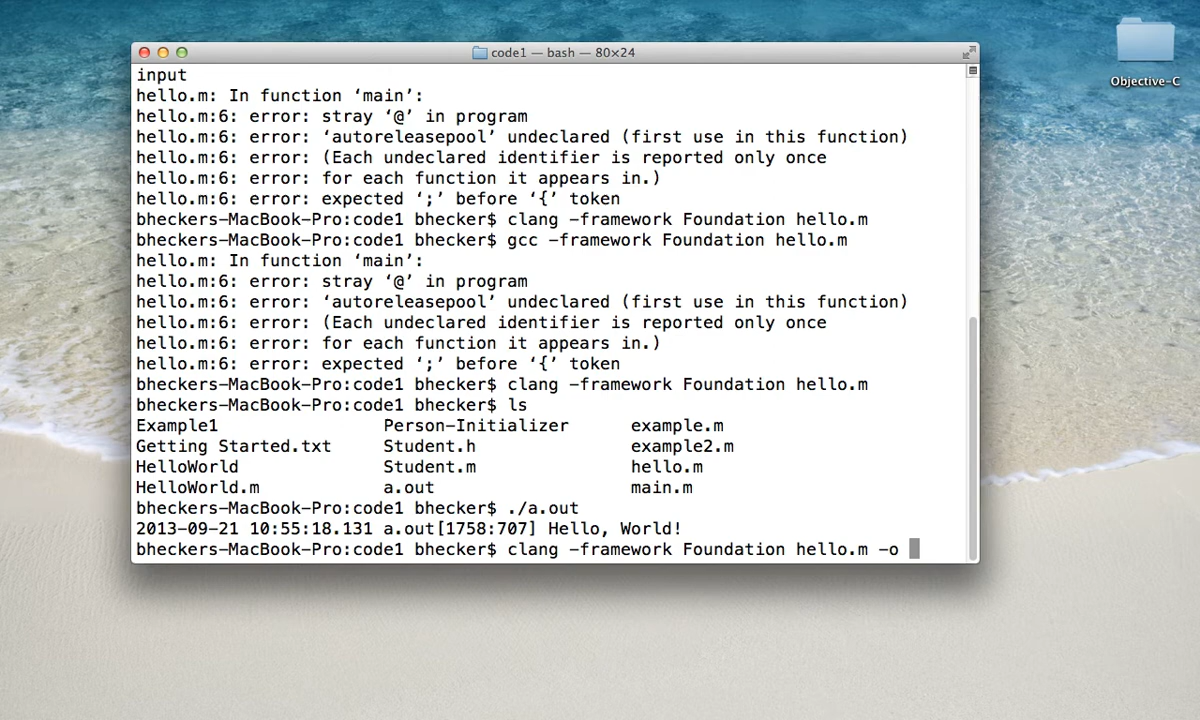 code1 — bash — 80×24
Objective-C
input
hello.m: In function ‘main’:
hello.m:6: error: stray ‘@’ in program
hello.m:6: error: ‘autoreleasepool’ undeclared (first use in this function)
hello.m:6: error: (Each undeclared identifier is reported only once
hello.m:6: error: for each function it appears in.)
hello.m:6: error: expected ‘;’ before ‘{’ token
bheckers-MacBook-Pro:code1 bhecker$ clang -framework Foundation hello.m
bheckers-MacBook-Pro:code1 bhecker$ gcc -framework Foundation hello.m
hello.m: In function ‘main’:
hello.m:6: error: stray ‘@’ in program
hello.m:6: error: ‘autoreleasepool’ undeclared (first use in this function)
hello.m:6: error: (Each undeclared identifier is reported only once
hello.m:6: error: for each function it appears in.)
hello.m:6: error: expected ‘;’ before ‘{’ token
bheckers-MacBook-Pro:code1 bhecker$ clang -framework Foundation hello.m
bheckers-MacBook-Pro:code1 bhecker$ ls
Example1 Person-Initializer example.m
Getting Started.txt Student.h example2.m
HelloWorld Student.m hello.m
HelloWorld.m a.out main.m
bheckers-MacBook-Pro:code1 bhecker$ ./a.out
2013-09-21 10:55:18.131 a.out[1758:707] Hello, World!
bheckers-MacBook-Pro:code1 bhecker$ clang -framework Foundation hello.m -o